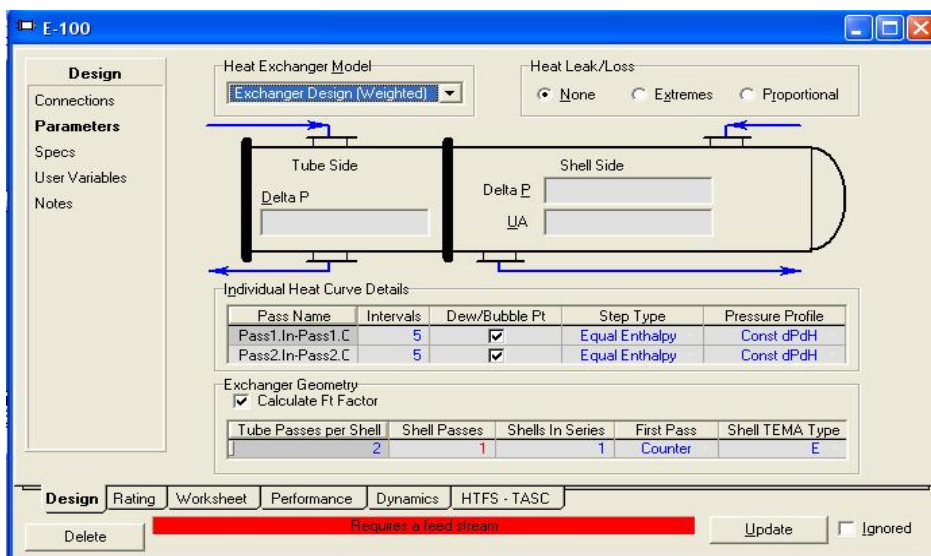 E-100
Design
Connections
Parameters
Specs
User Variables
Notes
Heat Exchanger Model
Exchanger Design (Weighted)
Heat Leak/Loss
None Extremes Proportional
Tube Side
Delta P
Shell Side
Delta P
UA
Individual Heat Curve Details
Pass Name Intervals Dew/Bubble Pt Step Type Pressure Profile
Pass1.In-Pass1.C 5 Equal Enthalpy Const dPdH
Pass2.In-Pass2.C 5 Equal Enthalpy Const dPdH
Exchanger Geometry
Calculate Ft Factor
Tube Passes per Shell Shell Passes Shells In Series First Pass Shell TEMA Type
2 1 1 Counter E
Design Rating Worksheet Performance Dynamics HTFS - TASC
Delete Requires a feed stream Update Ignored